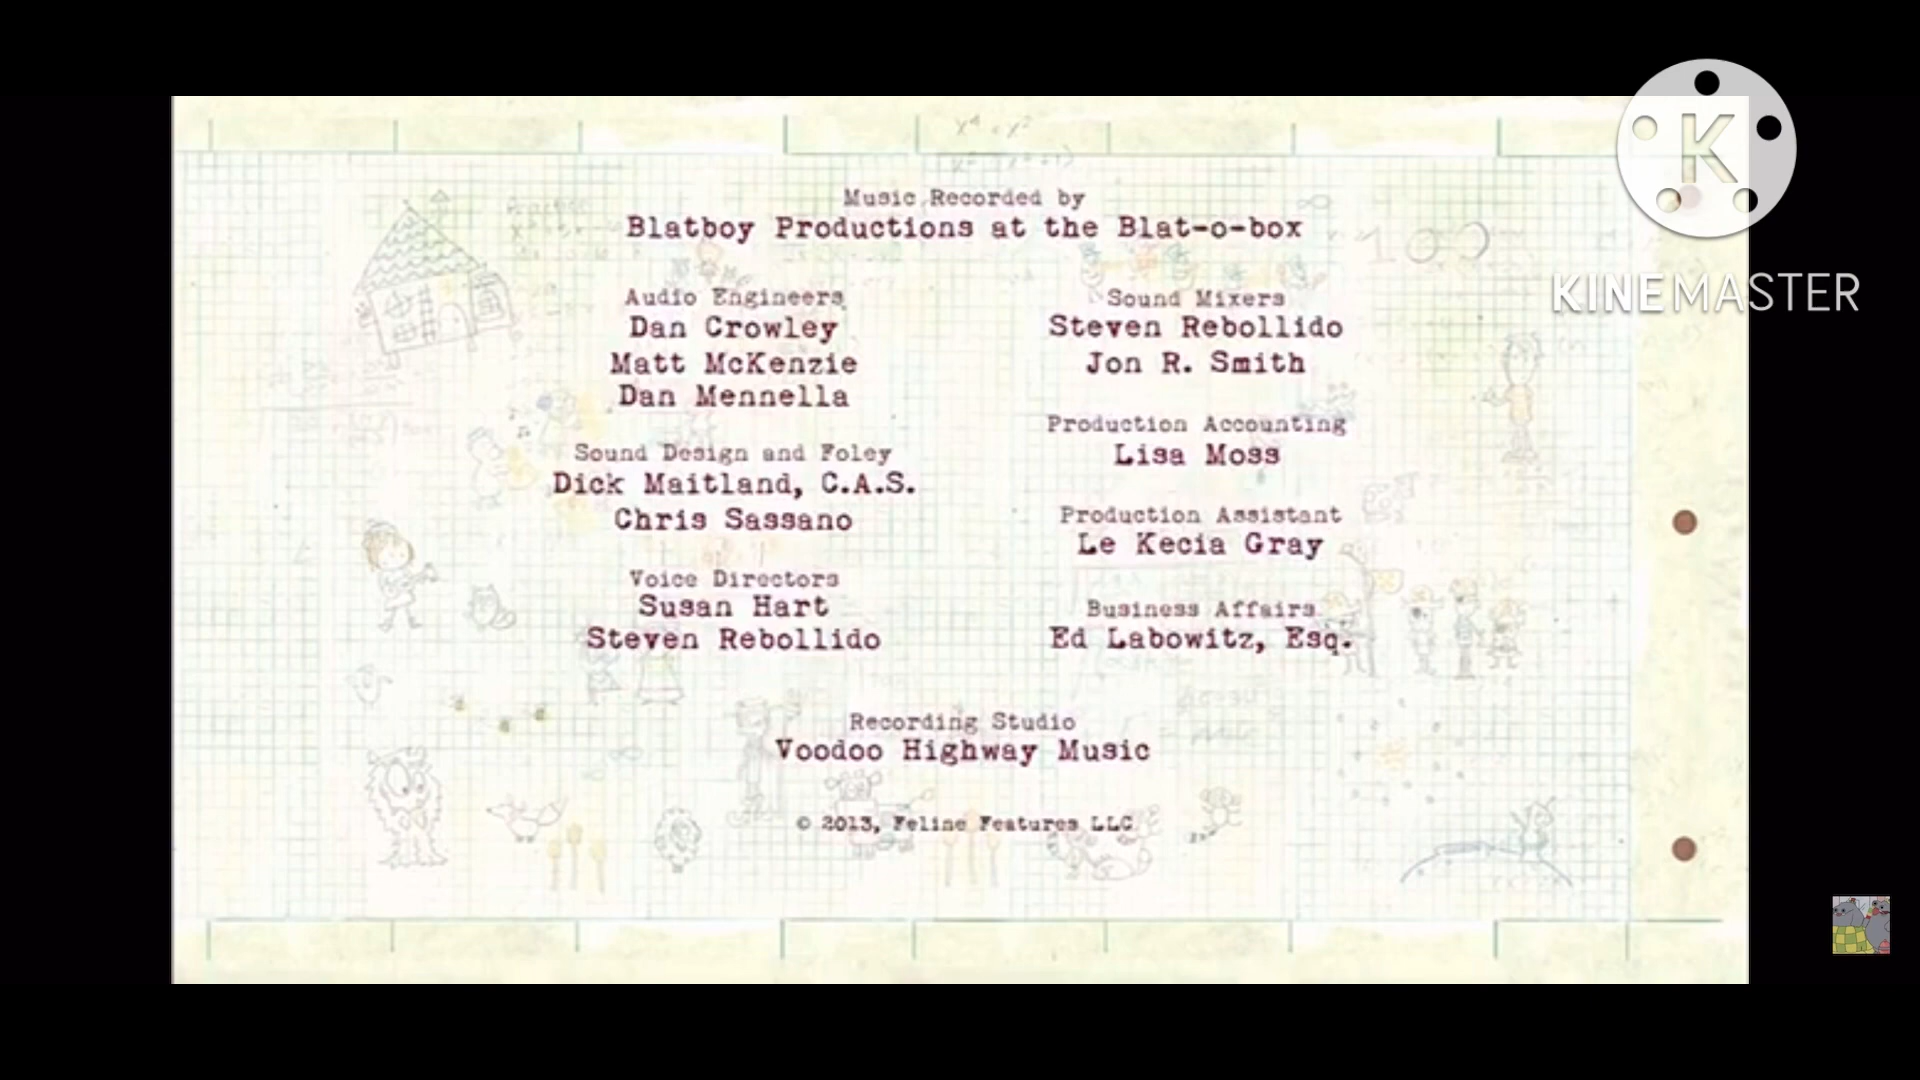 Music Recorded by
Blatboy Productions at the Blat-o-box
Audio Engineers
Dan Crowley
Matt McKenzie
Dan Mennella
Sound Design and Foley
Dick Maitland, C.A.S.
Chris Sassano
Voice Directors
Susan Hart
Steven Rebollido
Sound Mixers
Steven Rebollido
Jon R. Smith
Production Accounting
Lisa Moss
Production Assistant
Le Kecia Gray
Business Affairs
Ed Labowitz, Esq.
Recording Studio
Voodoo Highway Music
© 2013, Feline Features LLC
K
KINEMASTER